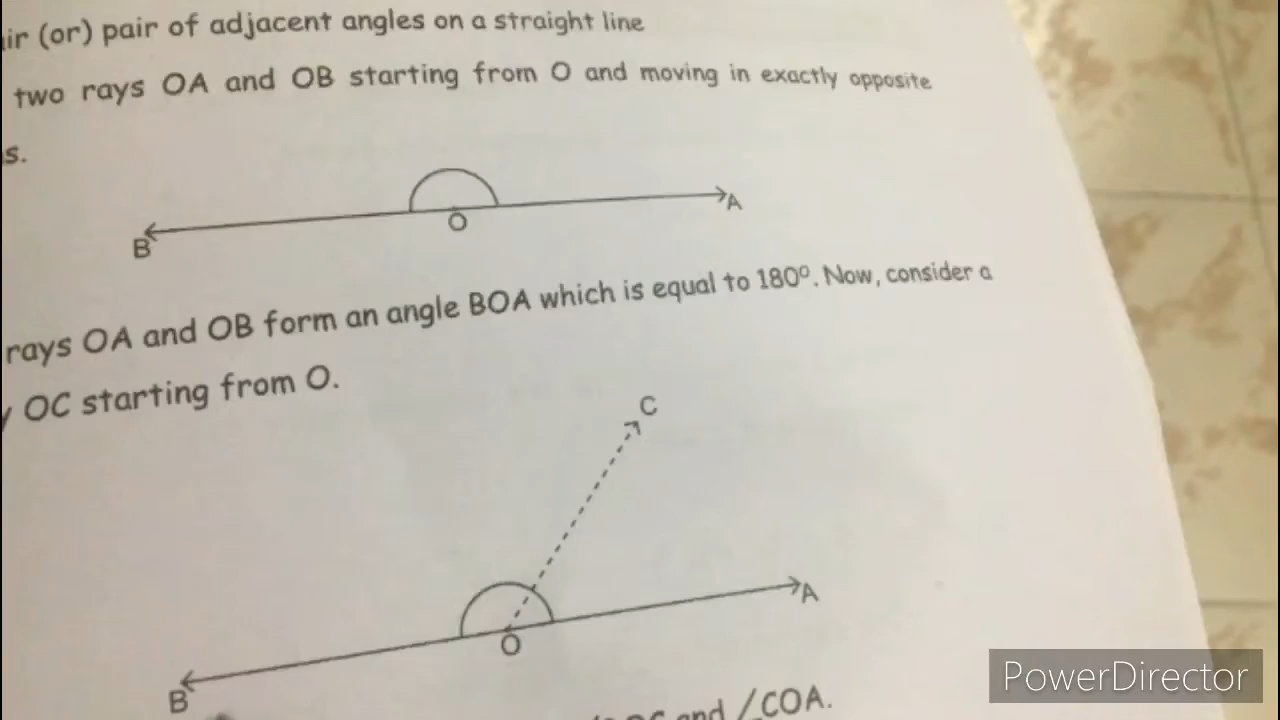 (or) pair of adjacent angles on a straight line
two rays OA and OB starting from O and moving in exactly opposite
s.
B O A
rays OA and OB form an angle BOA which is equal to 180°. Now, consider a
OC starting from O.
C
B O A
and ∠COA.
PowerDirector